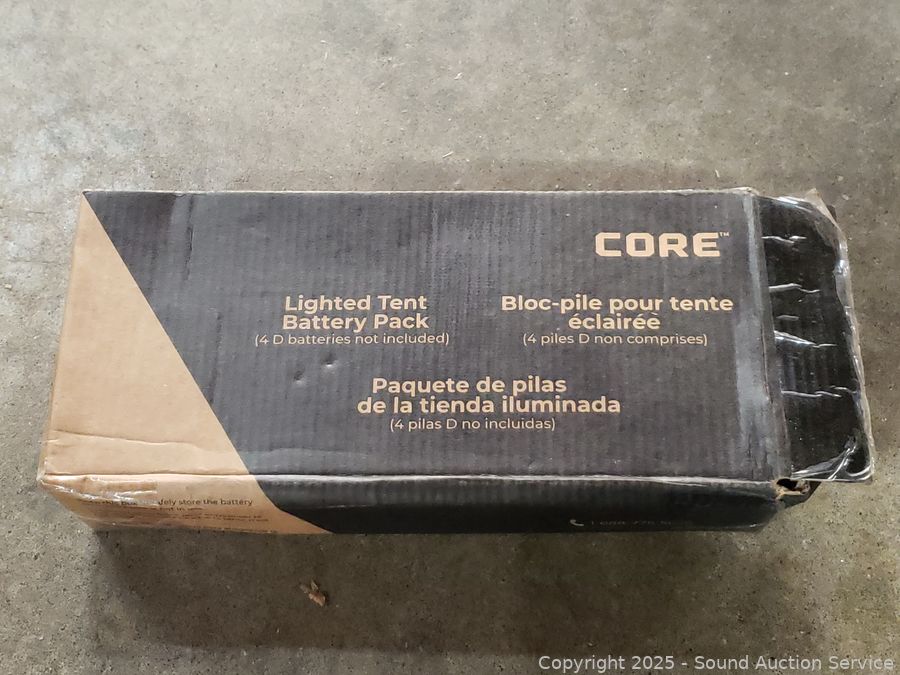 CORE™
Lighted Tent
Battery Pack
(4 D batteries not included)
Bloc-pile pour tente
éclairéè
(4 piles D non comprises)
Paquete de pilas
de la tienda iluminada
(4 pilas D no incluidas)
store the battery
Copyright 2025 - Sound Auction Service